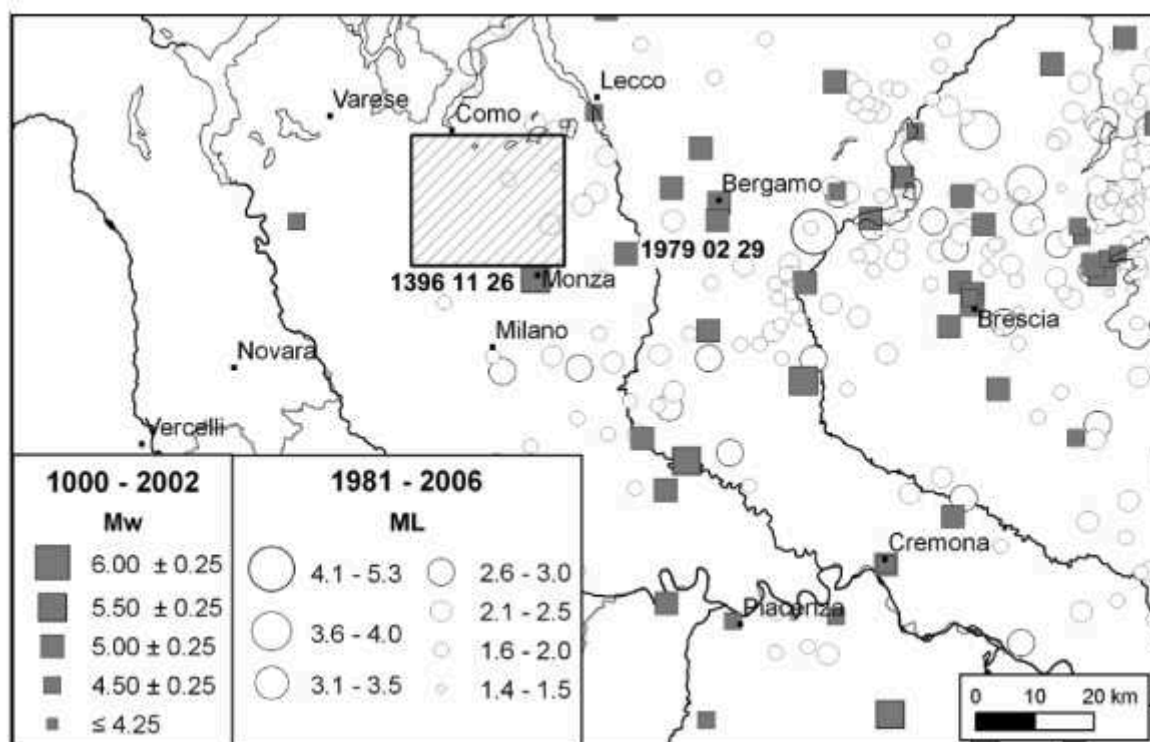 Lecco
Varese
Como
Bergamo
1979 02 29
1396 11 26
Monza
Milano
Brescia
Novara
Vercelli
Cremona
Piacenza
1000 - 2002
Mw
6.00 ± 0.25
5.50 ± 0.25
5.00 ± 0.25
4.50 ± 0.25
≤ 4.25
1981 - 2006
ML
4.1 - 5.3
3.6 - 4.0
3.1 - 3.5
2.6 - 3.0
2.1 - 2.5
1.6 - 2.0
1.4 - 1.5
0 10 20 km